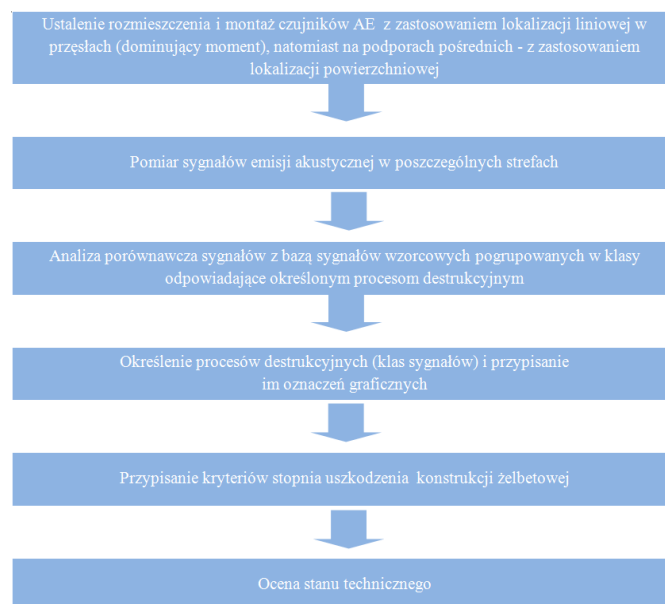 Ustalenie rozmieszczenia i montaż czujników AE z zastosowaniem lokalizacji liniowej w
przęsłach (dominujący moment), natomiast na podporach pośrednich - z zastosowaniem
lokalizacji powierzchniowej
Pomiar sygnałów emisji akustycznej w poszczególnych strefach
Analiza porównawcza sygnałów z bazą sygnałów wzorcowych pogrupowanych w klasy
odpowiadające określonym procesom destrukcyjnym
Określenie procesów destrukcyjnych (klas sygnałów) i przypisanie
im oznaczeń graficznych
Przypisanie kryteriów stopnia uszkodzenia konstrukcji żelbetowej
Ocena stanu technicznego